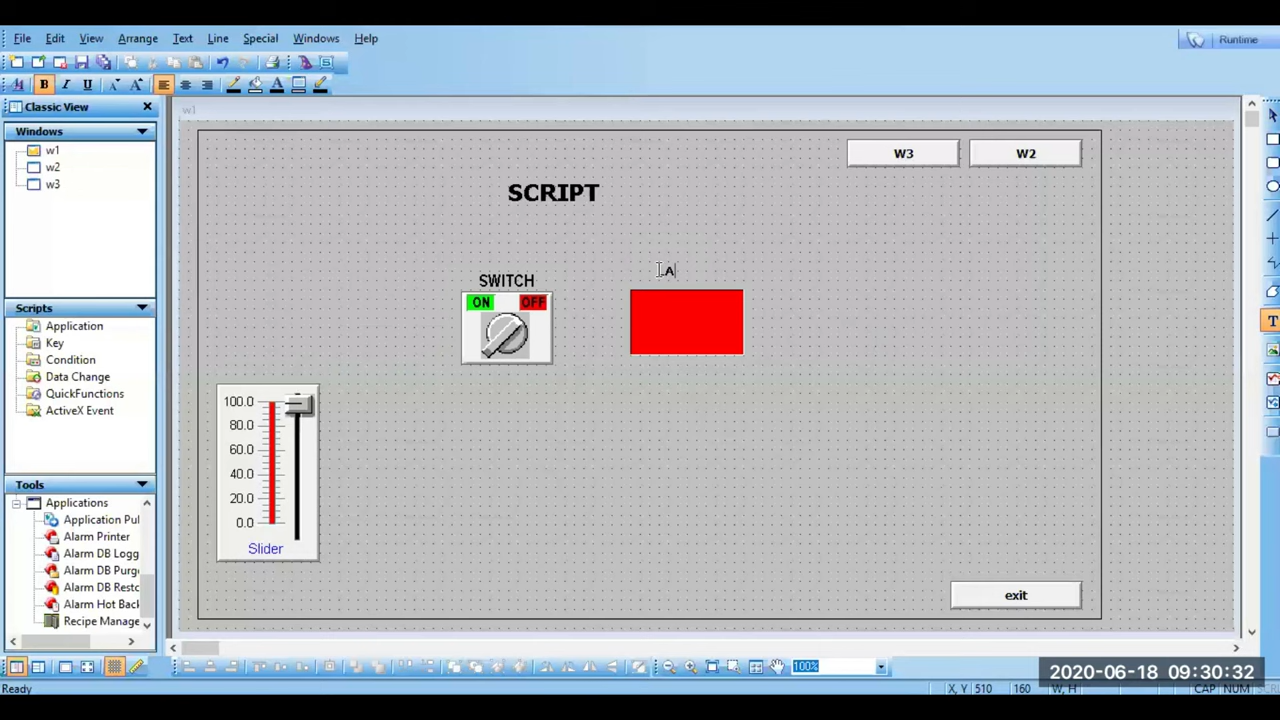 File Edit View Arrange Text Line Special Windows Help
Runtime
B I U A A A
Classic View
w1
Windows
w1
w2
w3
W3 W2
SCRIPT
A
SWITCH
ON OFF
Scripts
Application
Key
Condition
Data Change
QuickFunctions
ActiveX Event
100.0
80.0
60.0
40.0
20.0
0.0
Slider
Tools
Applications
Application Pul
Alarm Printer
Alarm DB Logg
Alarm DB Purg
Alarm DB Resto
Alarm Hot Back
Recipe Manage
exit
T
100%
2020-06-18 09:30:32
Ready
X, Y 510 160 W, H
CAP NUM